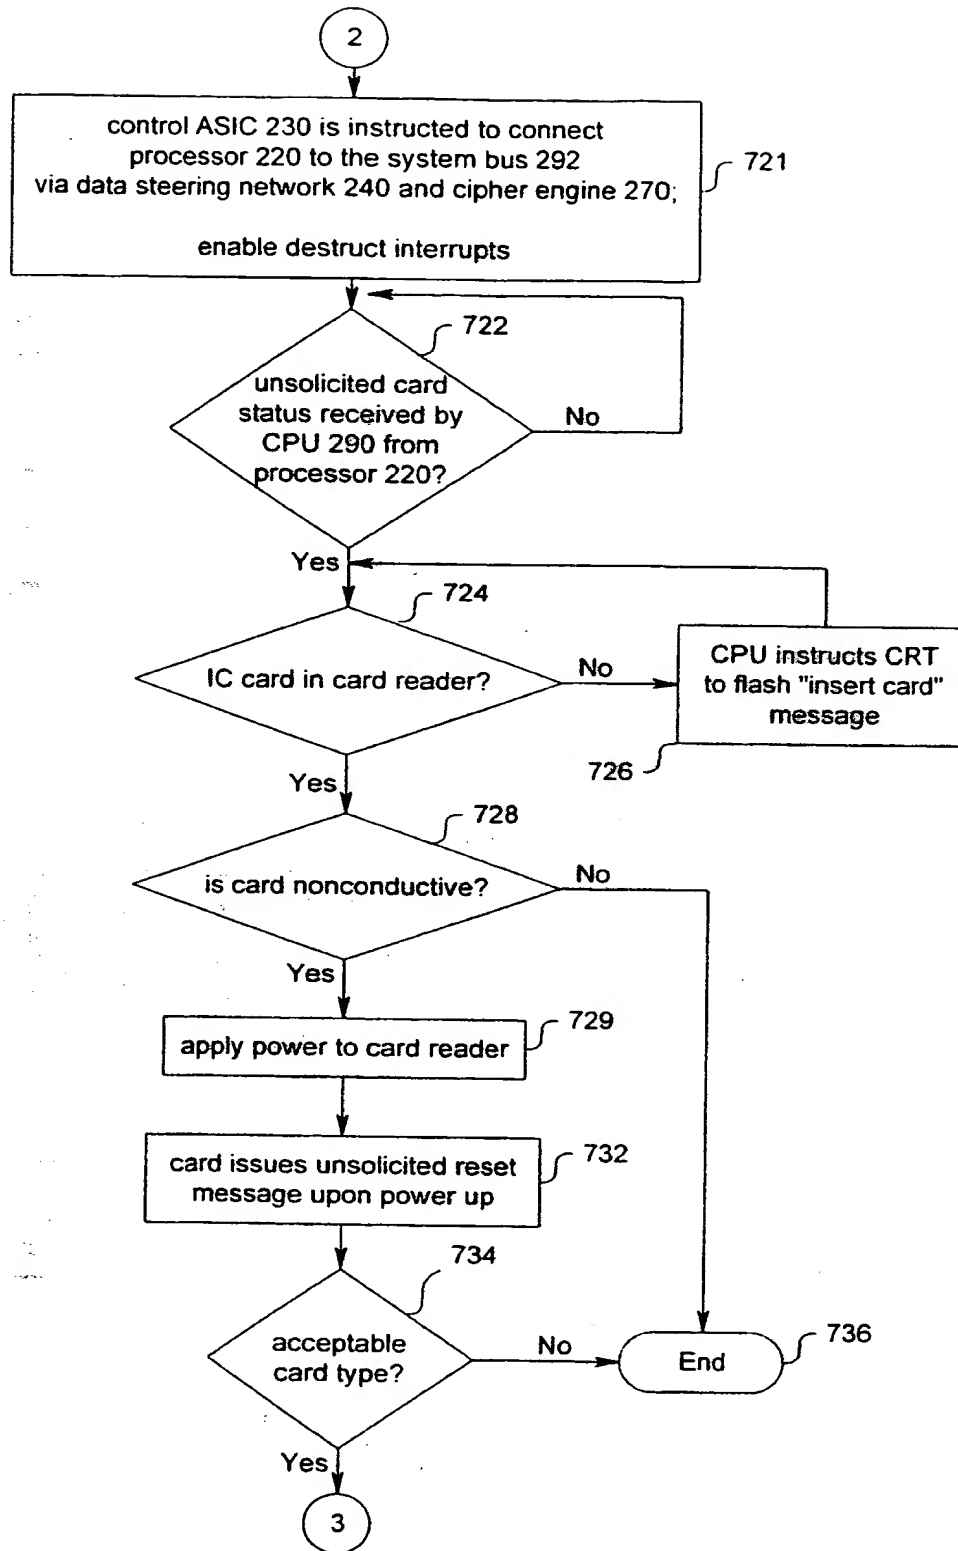 2
control ASIC 230 is instructed to connect
processor 220 to the system bus 292
via data steering network 240 and cipher engine 270;
enable destruct interrupts
721
722
unsolicited card
status received by
CPU 290 from
processor 220?
No
Yes
724
IC card in card reader?
No
CPU instructs CRT
to flash "insert card"
message
726
Yes
728
is card nonconductive?
No
Yes
729
apply power to card reader
732
card issues unsolicited reset
message upon power up
734
acceptable
card type?
No
End
736
Yes
3